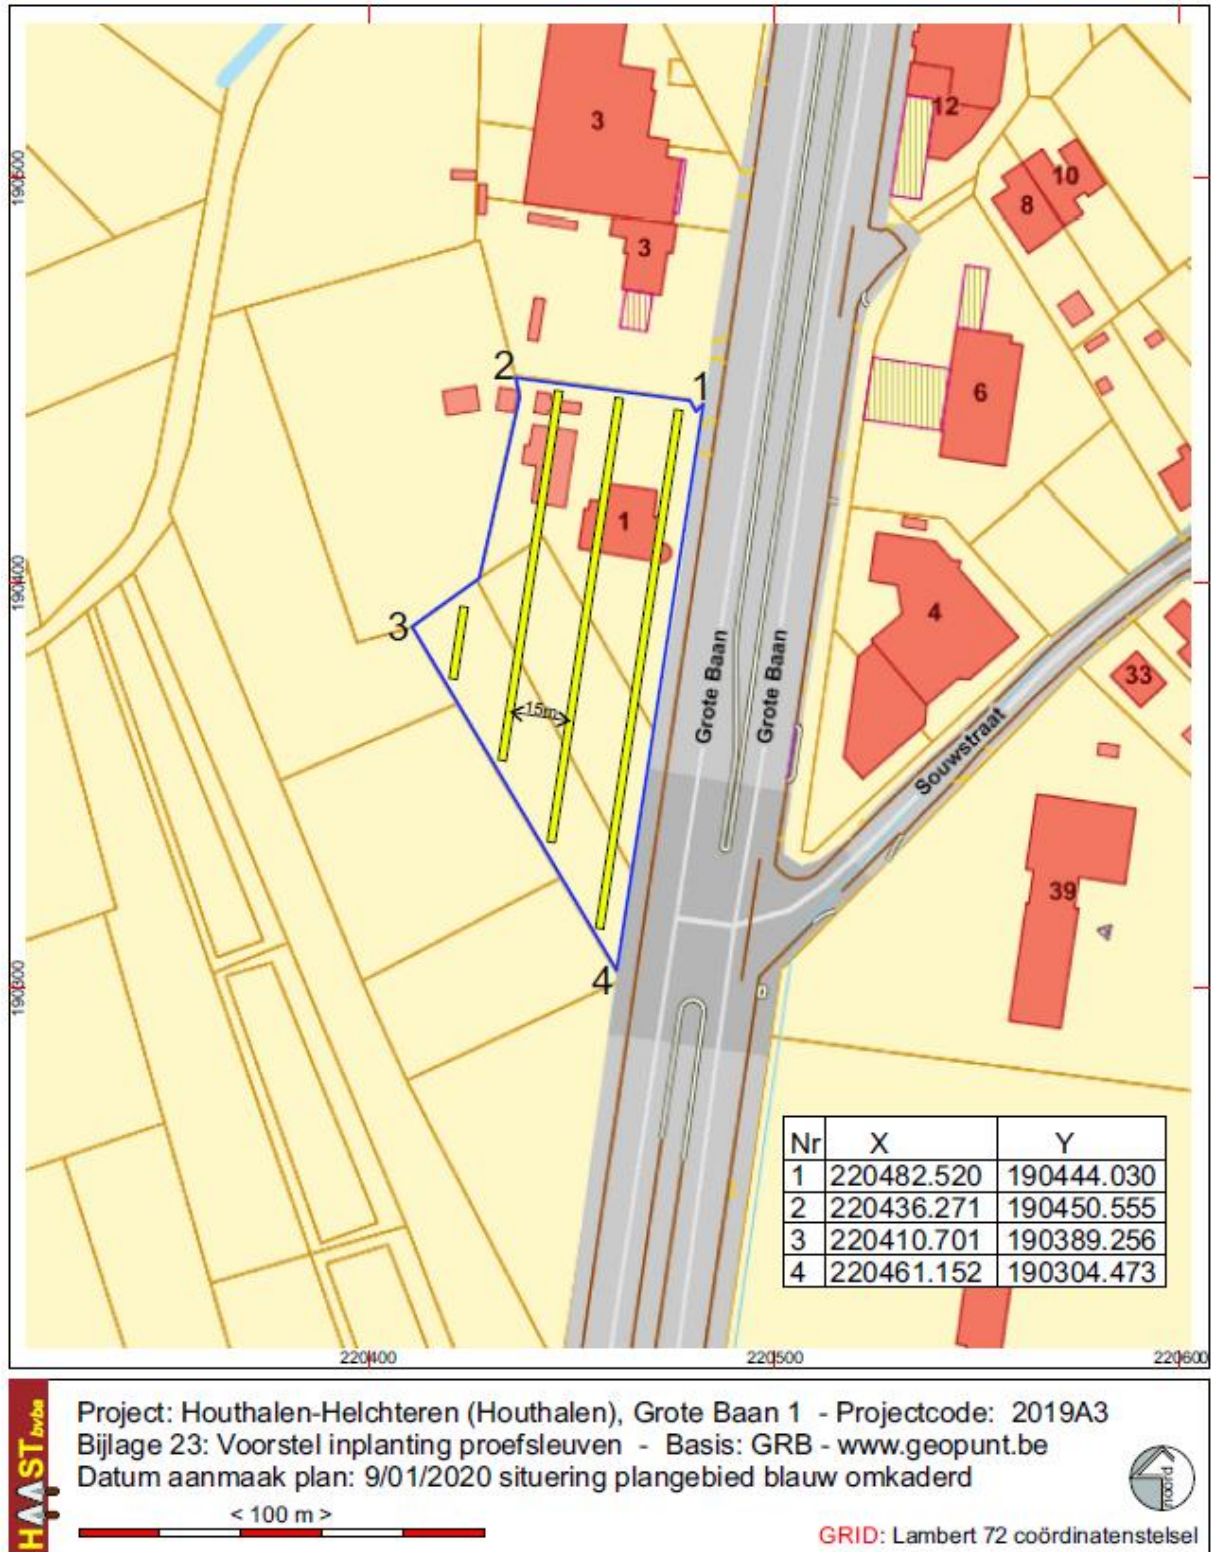 3
12
10
8
3
6
2
1
1
4
3
33
15m
Grote Baan
Grote Baan
Souwstraat
39
4
190500
190400
190300
Nr X Y
1 220482.520 190444.030
2 220436.271 190450.555
3 220410.701 190389.256
4 220461.152 190304.473
220400
220500
220600
HAAST bvba
Project: Houthalen-Helchteren (Houthalen), Grote Baan 1 - Projectcode: 2019A3
Bijlage 23: Voorstel inplanting proefsleuven - Basis: GRB - www.geopunt.be
Datum aanmaak plan: 9/01/2020 situering plangebied blauw omkaderd
< 100 m >
noord
GRID: Lambert 72 coördinatenstelsel